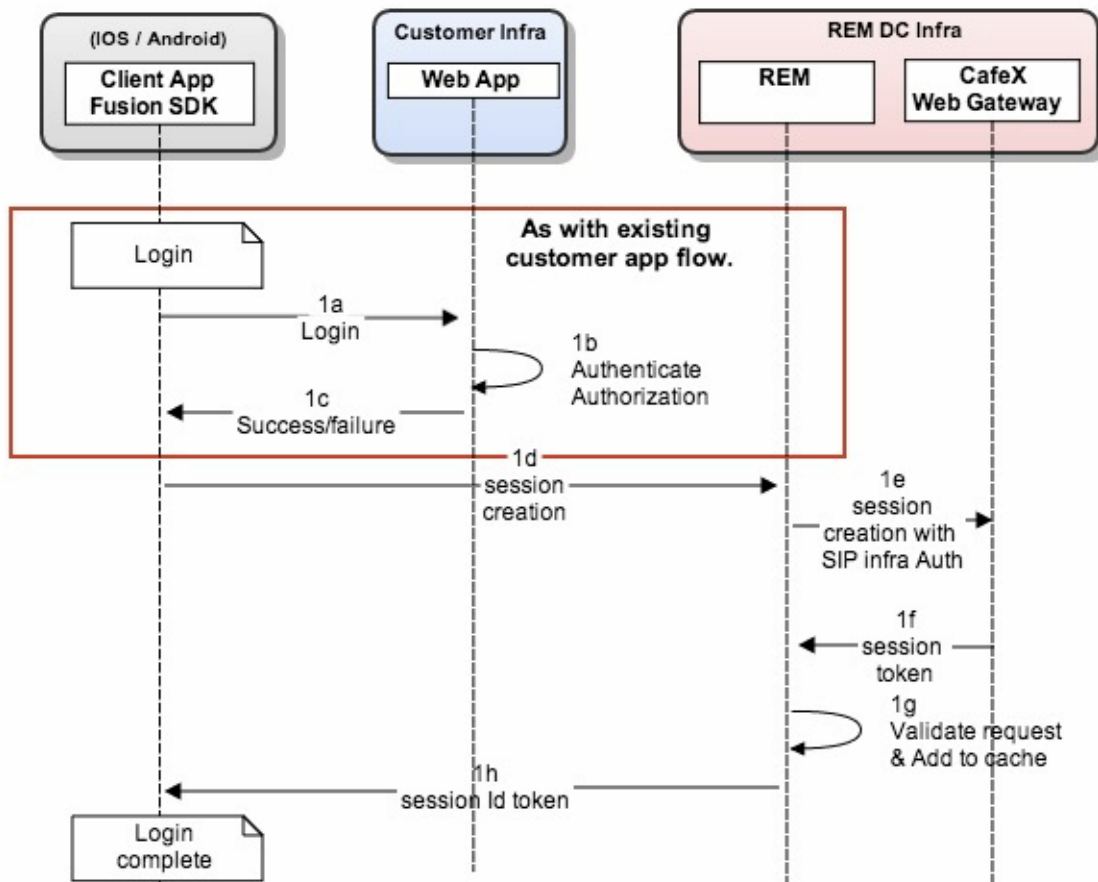 (IOS / Android)
Client App
Fusion SDK
Customer Infra
Web App
REM DC Infra
REM
CafeX
Web Gateway
As with existing
customer app flow.
Login
1a
Login
1b
Authenticate
Authorization
1c
Success/failure
1d
session
creation
1e
session
creation with
SIP infra Auth
1f
session
token
1g
Validate request
& Add to cache
1h
session Id token
Login
complete